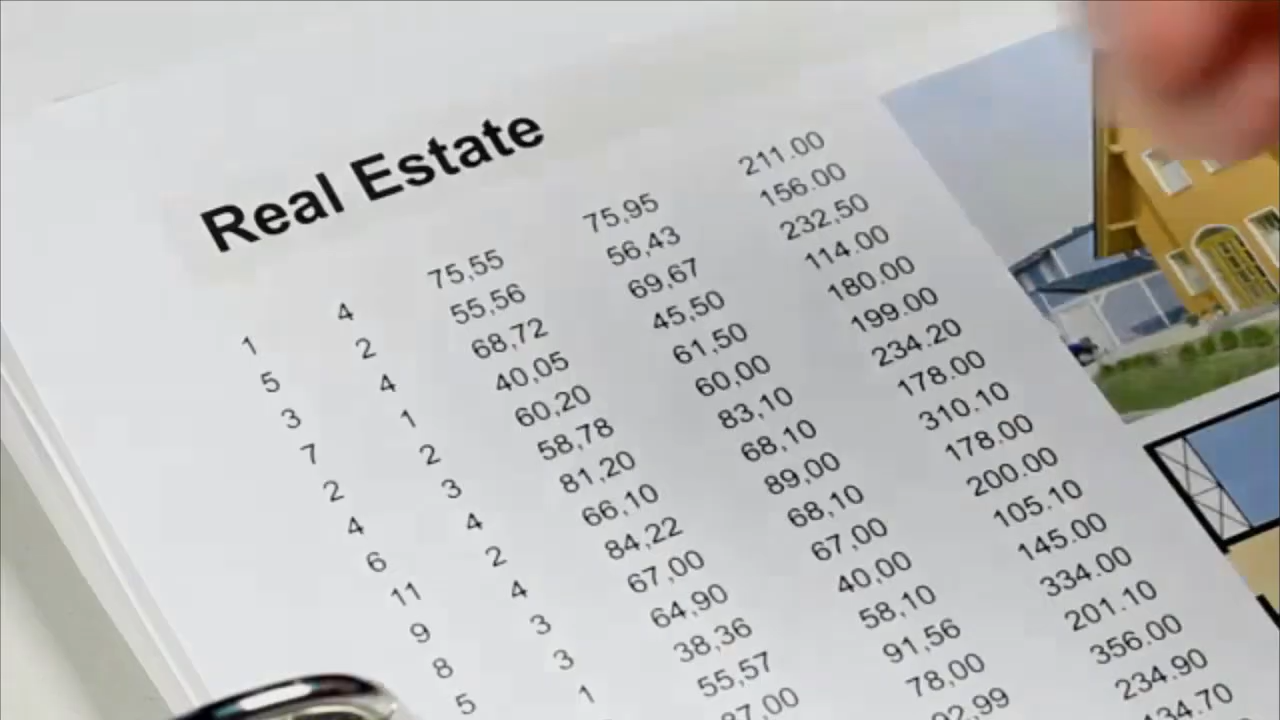 Real Estate
1 4 75,55 75,95 211.00
5 2 55,56 56,43 156.00
3 4 68,72 69,67 232,50
7 1 40,05 45,50 114.00
2 2 60,20 61,50 180.00
4 3 58,78 60,00 199.00
6 4 81,20 83,10 234.20
11 2 66,10 68,10 178.00
9 4 84,22 89,00 310.10
8 3 67,00 68,10 178.00
5 3 64,90 67,00 200.00
1 38,36 40,00 105.10
55,57 58,10 145.00
91,56 334.00
78,00 201.10
356.00
234.90